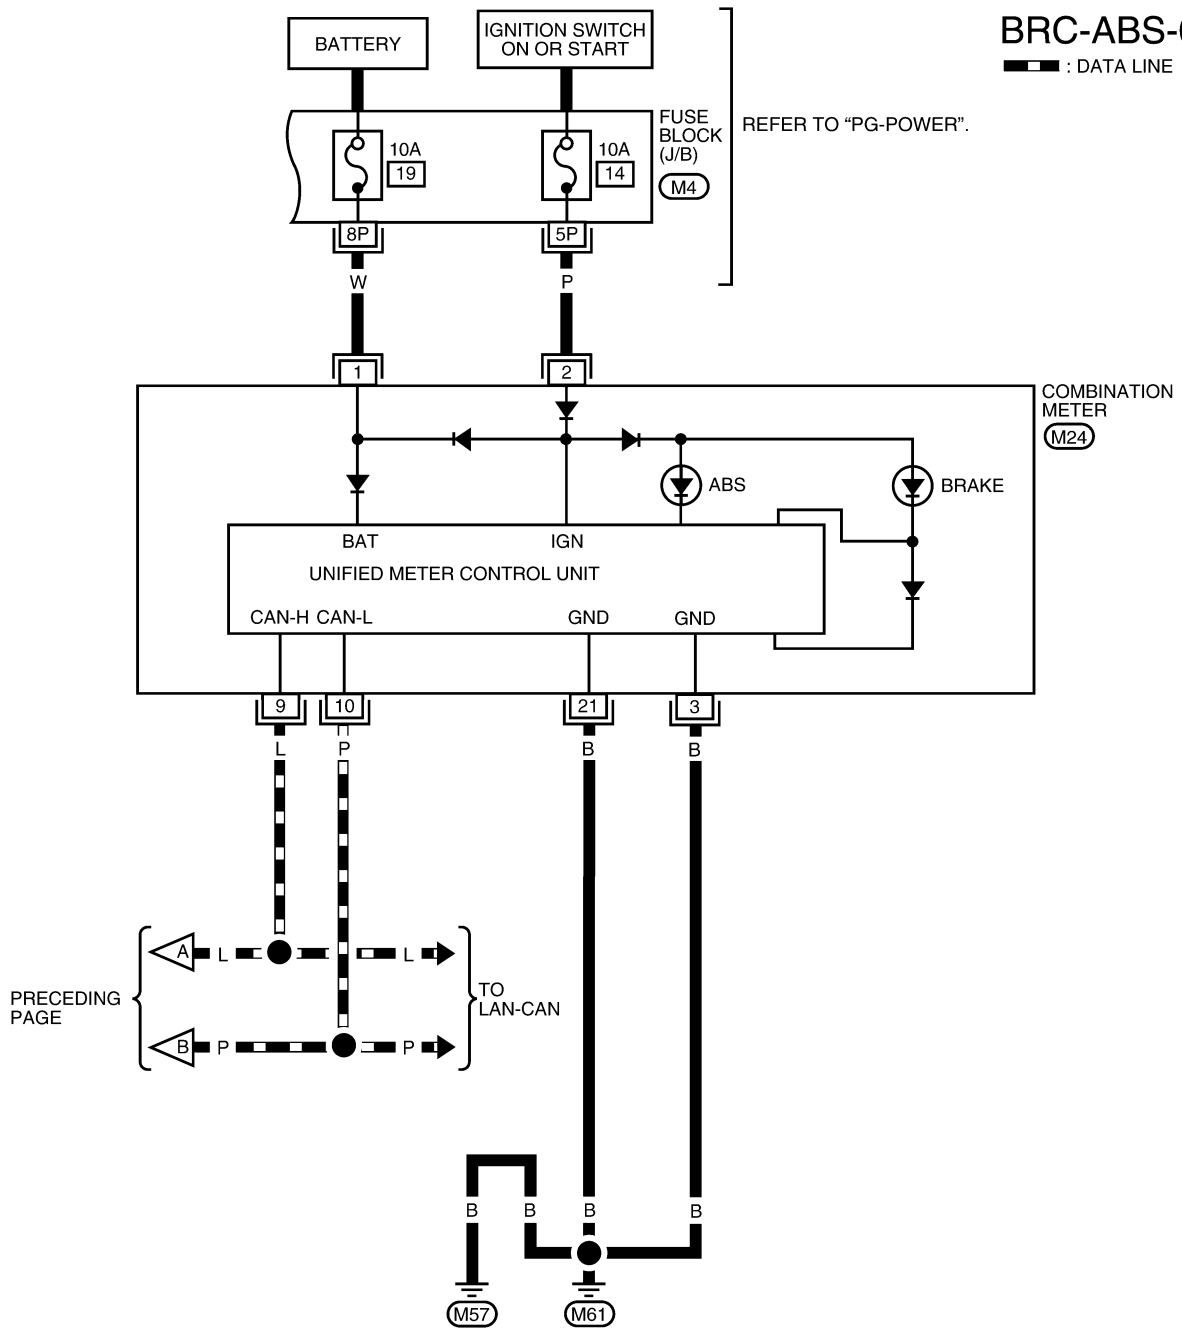 BRC-ABS-
: DATA LINE
BATTERY
IGNITION SWITCH
ON OR START
FUSE
BLOCK
(J/B)
M4
REFER TO “PG-POWER”.
10A
19
10A
14
8P
5P
W
P
1
2
COMBINATION
METER
M24
ABS
BRAKE
BAT
IGN
UNIFIED METER CONTROL UNIT
CAN-H
CAN-L
GND
GND
9
10
21
3
L
P
B
B
A
L
L
PRECEDING
PAGE
TO
LAN-CAN
B
P
P
B
B
B
B
M57
M61